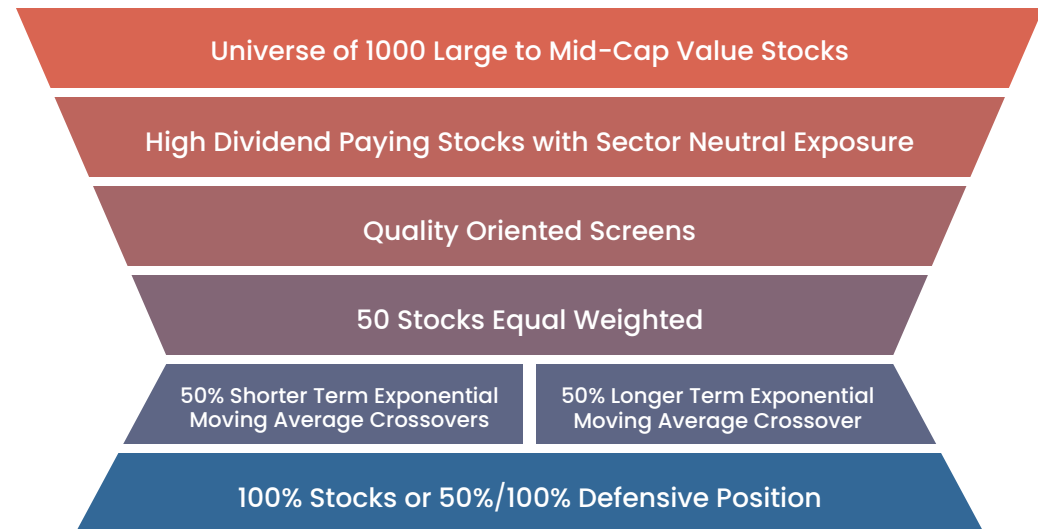 Universe of 1000 Large to Mid-Cap Value Stocks
High Dividend Paying Stocks with Sector Neutral Exposure
Quality Oriented Screens
50 Stocks Equal Weighted
50% Shorter Term Exponential
Moving Average Crossovers
50% Longer Term Exponential
Moving Average Crossover
100% Stocks or 50%/100% Defensive Position